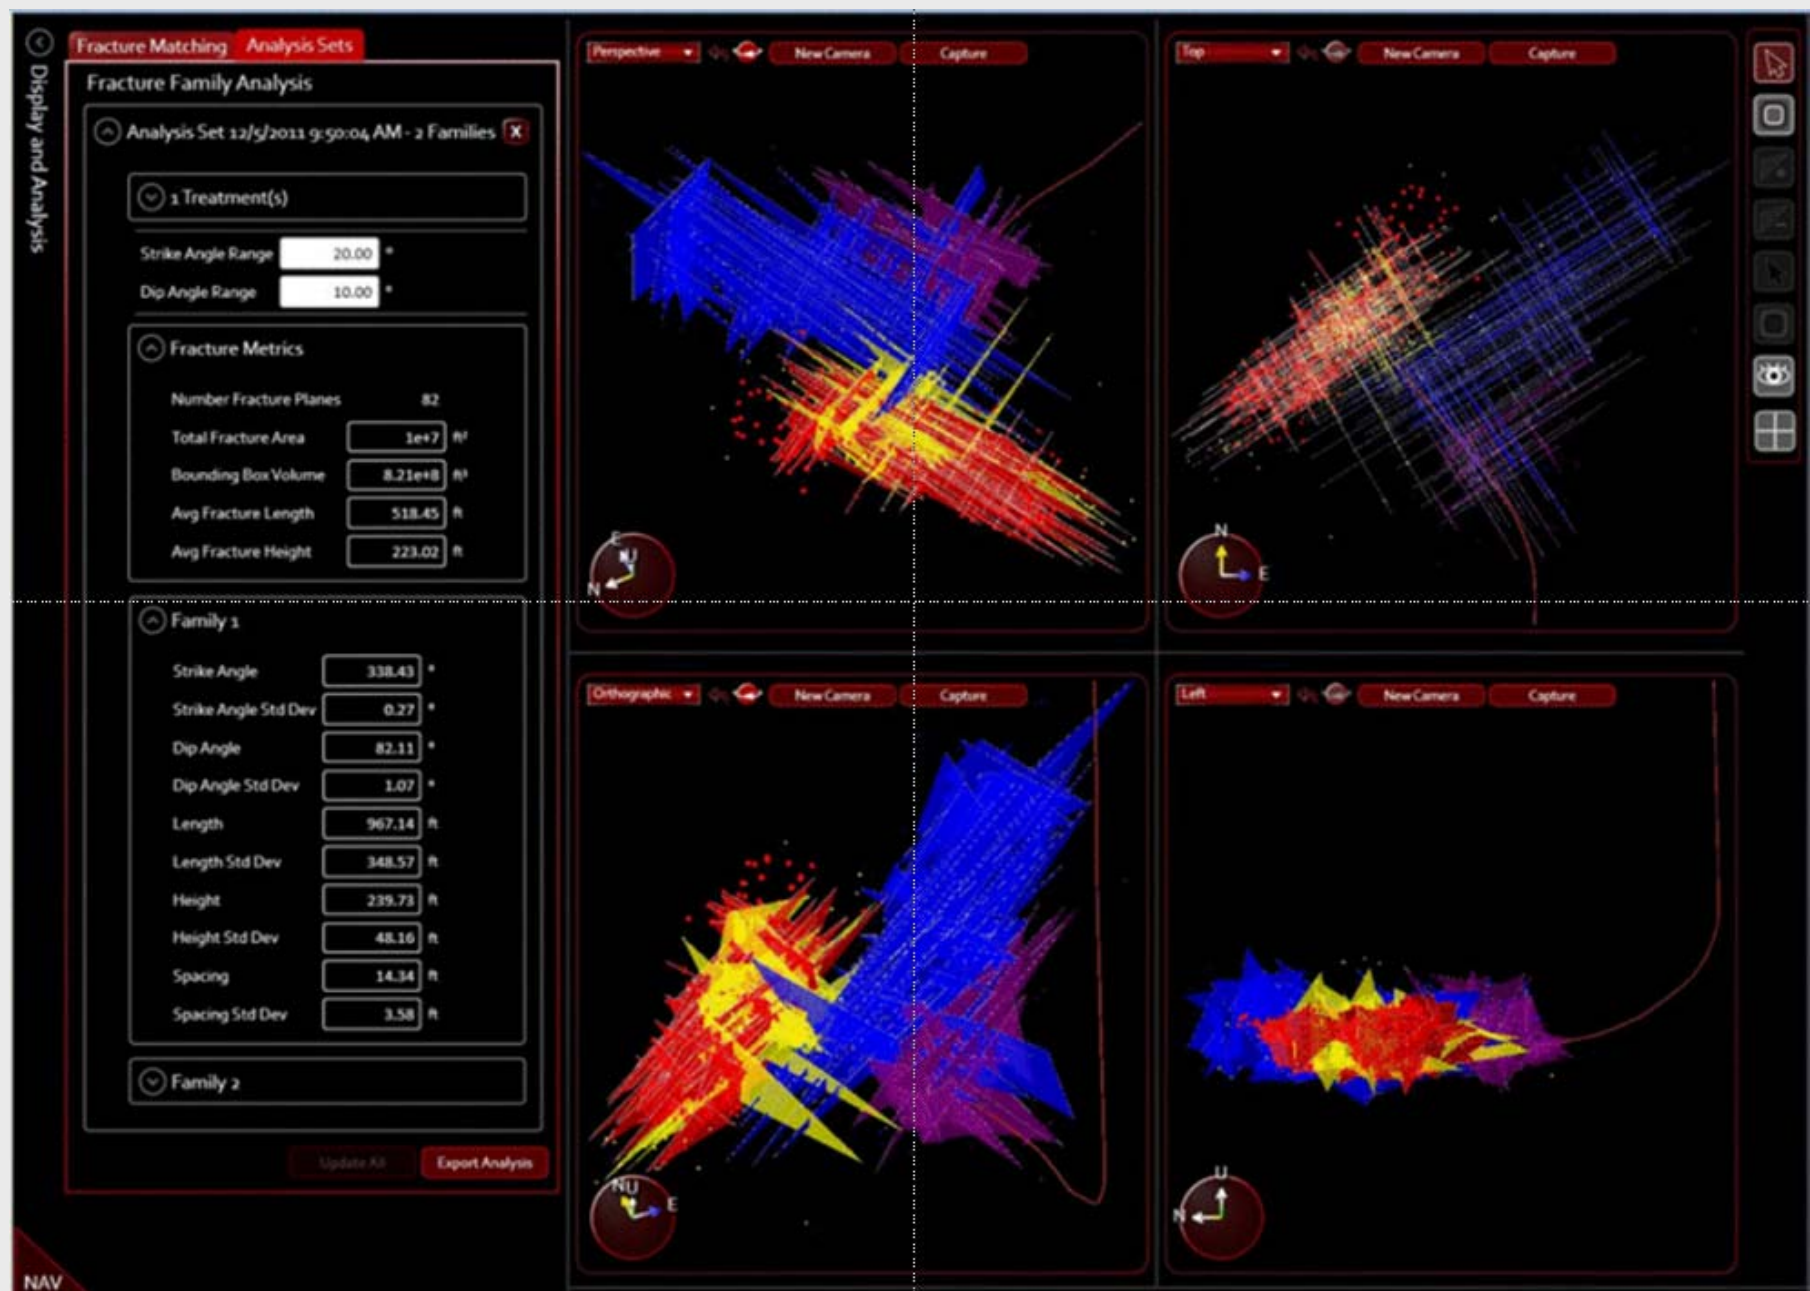 Display and Analysis
Fracture Matching
Analysis Sets
Fracture Family Analysis
Analysis Set 12/5/2011 9:50:04 AM - 2 Families X
1 Treatment(s)
Strike Angle Range 20.00 °
Dip Angle Range 10.00 °
Fracture Metrics
Number Fracture Planes 82
Total Fracture Area 1e+7 ft²
Bounding Box Volume 8.21e+8 ft³
Avg Fracture Length 518.45 ft
Avg Fracture Height 223.02 ft
Family 1
Strike Angle 338.43 °
Strike Angle Std Dev 0.27 °
Dip Angle 82.11 °
Dip Angle Std Dev 1.07 °
Length 967.14 ft
Length Std Dev 348.57 ft
Height 239.73 ft
Height Std Dev 48.16 ft
Spacing 14.34 ft
Spacing Std Dev 3.58 ft
Family 2
Update All
Export Analysis
NAV
Perspective New Camera Capture
E
U
N
Top New Camera Capture
N
E
Orthographic New Camera Capture
N U
E
Left New Camera Capture
U
N